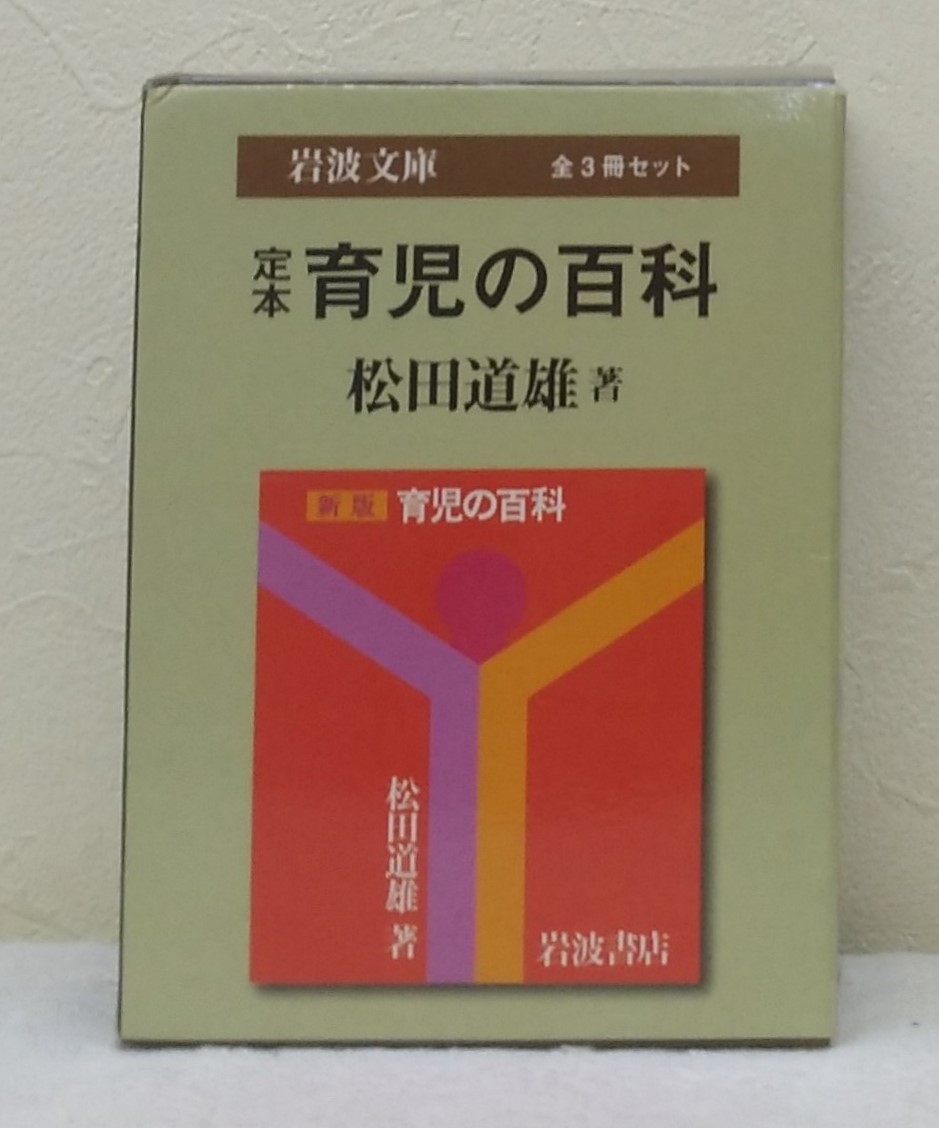 岩波文庫 全3冊セット
定本 育児の百科
松田道雄 著
新版 育児の百科
松田道雄 著
岩波書店